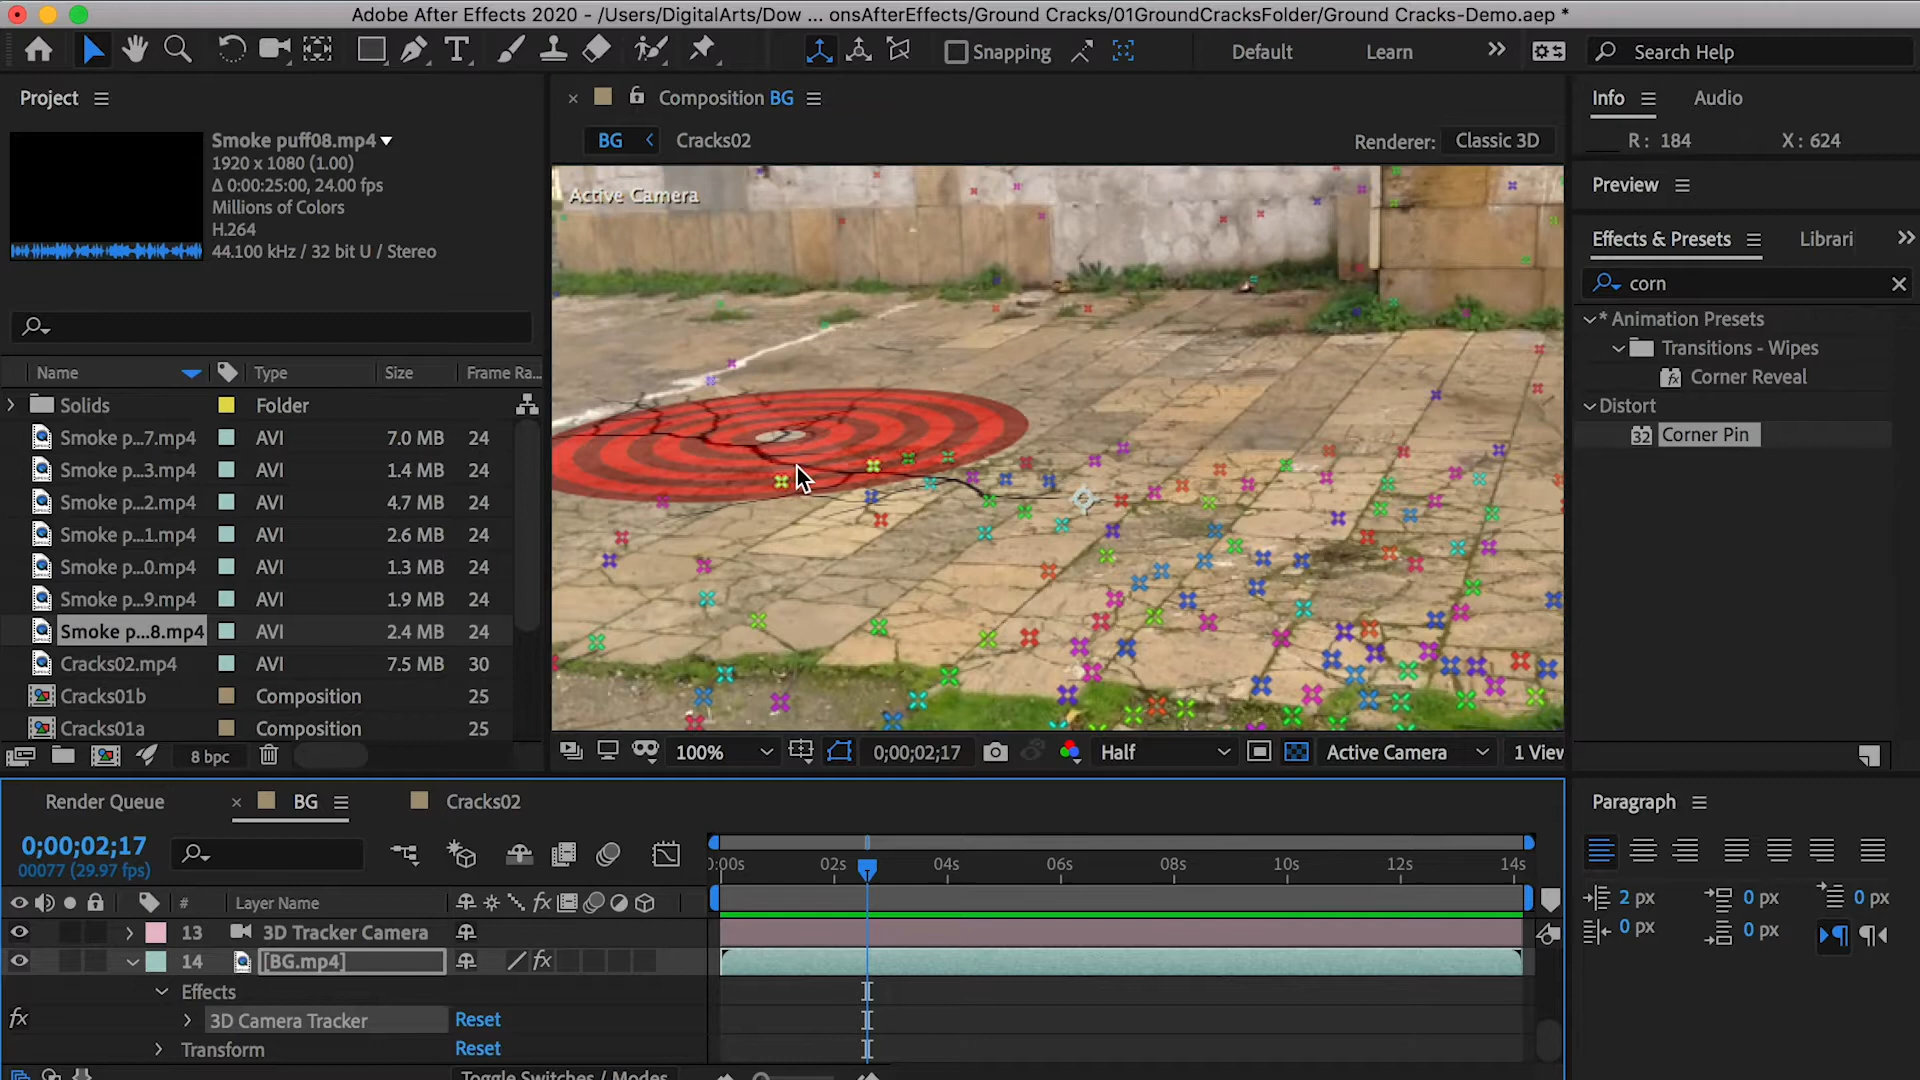 Adobe After Effects 2020 - /Users/DigitalArts/Dow ... onsAfterEffects/Ground Cracks/01GroundCracksFolder/Ground Cracks-Demo.aep *
Snapping
Default
Learn
Search Help
Project
Smoke puff08.mp4
1920 x 1080 (1.00)
Δ 0:00:25:00, 24.00 fps
Millions of Colors
H.264
44.100 kHz / 32 bit U / Stereo
Name Type Size Frame Ra...
Solids Folder
Smoke p...7.mp4 AVI 7.0 MB 24
Smoke p...3.mp4 AVI 1.4 MB 24
Smoke p...2.mp4 AVI 4.7 MB 24
Smoke p...1.mp4 AVI 2.6 MB 24
Smoke p...0.mp4 AVI 1.3 MB 24
Smoke p...9.mp4 AVI 1.9 MB 24
Smoke p...8.mp4 AVI 2.4 MB 24
Cracks02.mp4 AVI 7.5 MB 30
Cracks01b Composition 25
Cracks01a Composition 25
8 bpc
Composition BG
BG Cracks02
Renderer: Classic 3D
Active Camera
100% 0;00;02;17 Half Active Camera 1 View
Info Audio
R: 184 X: 624
Preview
Effects & Presets Librari
corn
* Animation Presets
Transitions - Wipes
Corner Reveal
Distort
32 Corner Pin
Render Queue BG Cracks02
0;00;02;17
00077 (29.97 fps)
0:00s 02s 04s 06s 08s 10s 12s 14s
# Layer Name fx
13 3D Tracker Camera
14 [BG.mp4] fx
Effects
fx 3D Camera Tracker Reset
Transform Reset
Toggle Switches / Modes
Paragraph
2 px 0 px 0 px
0 px 0 px